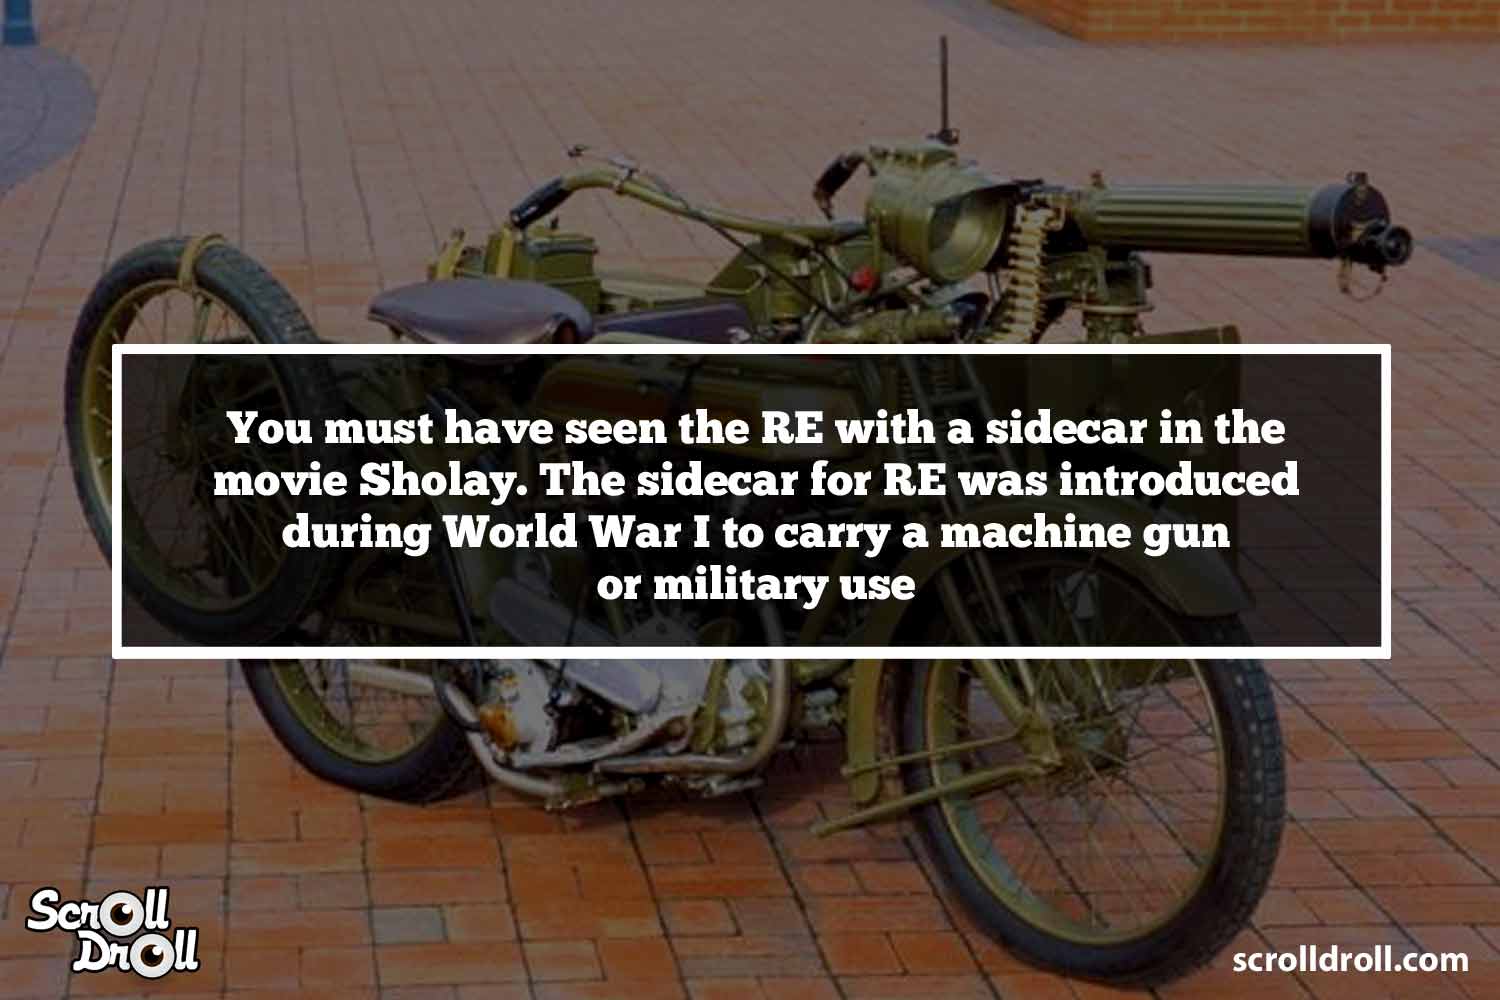 You must have seen the RE with a sidecar in the
movie Sholay. The sidecar for RE was introduced
during World War I to carry a machine gun
or military use
Scroll
Droll
scrolldroll.com